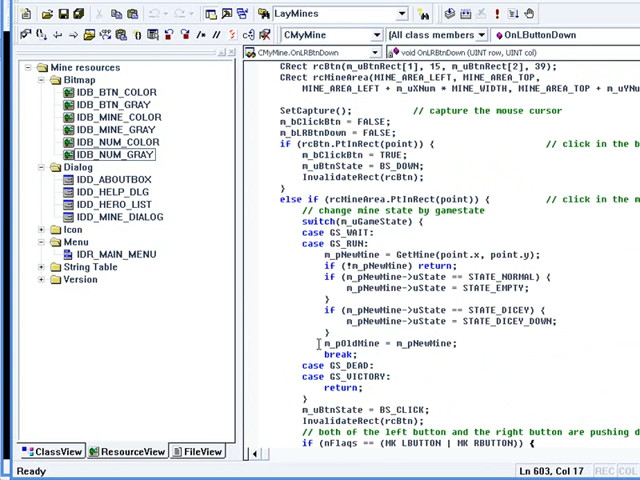 LayMines
CMyMine
[All class members]
OnLButtonDown
CMyMine.OnLRBtnDown
void OnLRBtnDown (UINT row, UINT col)
Mine resources
Bitmap
IDB_BTN_COLOR
IDB_BTN_GRAY
IDB_MINE_COLOR
IDB_MINE_GRAY
IDB_NUM_COLOR
IDB_NUM_GRAY
Dialog
IDD_ABOUTBOX
IDD_HELP_DLG
IDD_HERO_LIST
IDD_MINE_DIALOG
Icon
Menu
IDR_MAIN_MENU
String Table
Version
CRect rcBtn(m_uBtnRect[1], 15, m_uBtnRect[2], 39);
CRect rcMineArea(MINE_AREA_LEFT, MINE_AREA_TOP,
MINE_AREA_LEFT + m_uXNum * MINE_WIDTH, MINE_AREA_TOP + m_uYNu
SetCapture(); // capture the mouse cursor
m_bClickBtn = FALSE;
m_bLRBtnDown = FALSE;
if (rcBtn.PtInRect(point)) { // click in the b
m_bClickBtn = TRUE;
m_uBtnState = BS_DOWN;
InvalidateRect(rcBtn);
}
else if (rcMineArea.PtInRect(point)) { // click in the m
// change mine state by gamestate
switch(m_uGameState) {
case GS_WAIT:
case GS_RUN:
m_pNewMine = GetMine(point.x, point.y);
if (!m_pNewMine) return;
if (m_pNewMine->uState == STATE_NORMAL) {
m_pNewMine->uState = STATE_EMPTY;
}
if (m_pNewMine->uState == STATE_DICEY) {
m_pNewMine->uState = STATE_DICEY_DOWN;
}
m_pOldMine = m_pNewMine;
break;
case GS_DEAD:
case GS_VICTORY:
return;
}
m_uBtnState = BS_CLICK;
InvalidateRect(rcBtn);
// both of the left button and the right button are pushing d
if (nFlags == (MK_LBUTTON | MK_RBUTTON)) {
ClassView
ResourceView
FileView
Ready
Ln 603, Col 17
REC
COL